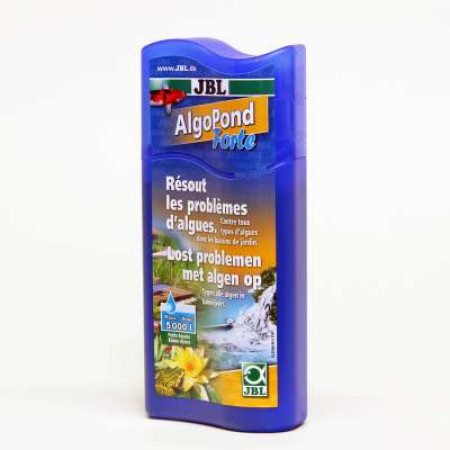 www.JBL.de
JBL
AlgoPond
Forte
Résout
les problèmes
d'algues.
Contre tous
types d'algues
dans les bassins de jardin.
Lost problemen
met algen op
Tegen alle algen in
tuinvijvers.
5000 l
JBL